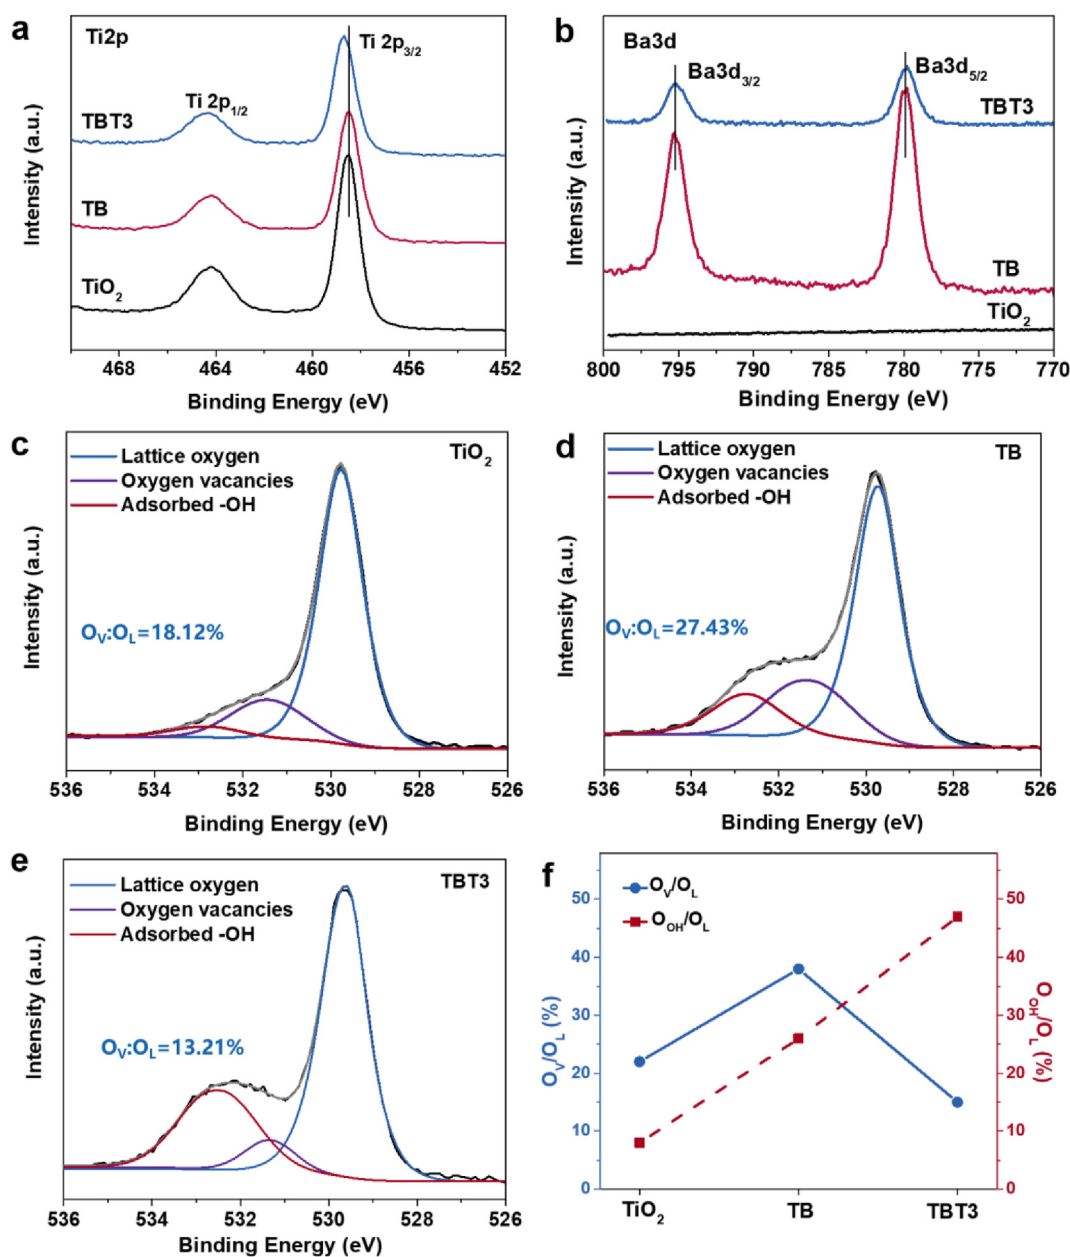 a
Ti2p
Ti 2p3/2
Ti 2p1/2
TBT3
TB
TiO2
Intensity (a.u.)
468 464 460 456 452
Binding Energy (eV)
b
Ba3d
Ba3d3/2
Ba3d5/2
TBT3
TB
TiO2
Intensity (a.u.)
800 795 790 785 780 775 770
Binding Energy (eV)
c
Lattice oxygen
Oxygen vacancies
Adsorbed -OH
TiO2
OV:OL=18.12%
Intensity (a.u.)
536 534 532 530 528 526
Binding Energy (eV)
d
Lattice oxygen
Oxygen vacancies
Adsorbed -OH
TB
OV:OL=27.43%
Intensity (a.u.)
536 534 532 530 528 526
Binding Energy (eV)
e
Lattice oxygen
Oxygen vacancies
Adsorbed -OH
TBT3
OV:OL=13.21%
Intensity (a.u.)
536 534 532 530 528 526
Binding Energy (eV)
f
OV/OL
OOH/OL
50 50
40 40
30 30
20 20
10 10
0 0
OV/OL (%)
OOH/OL (%)
TiO2 TB TBT3